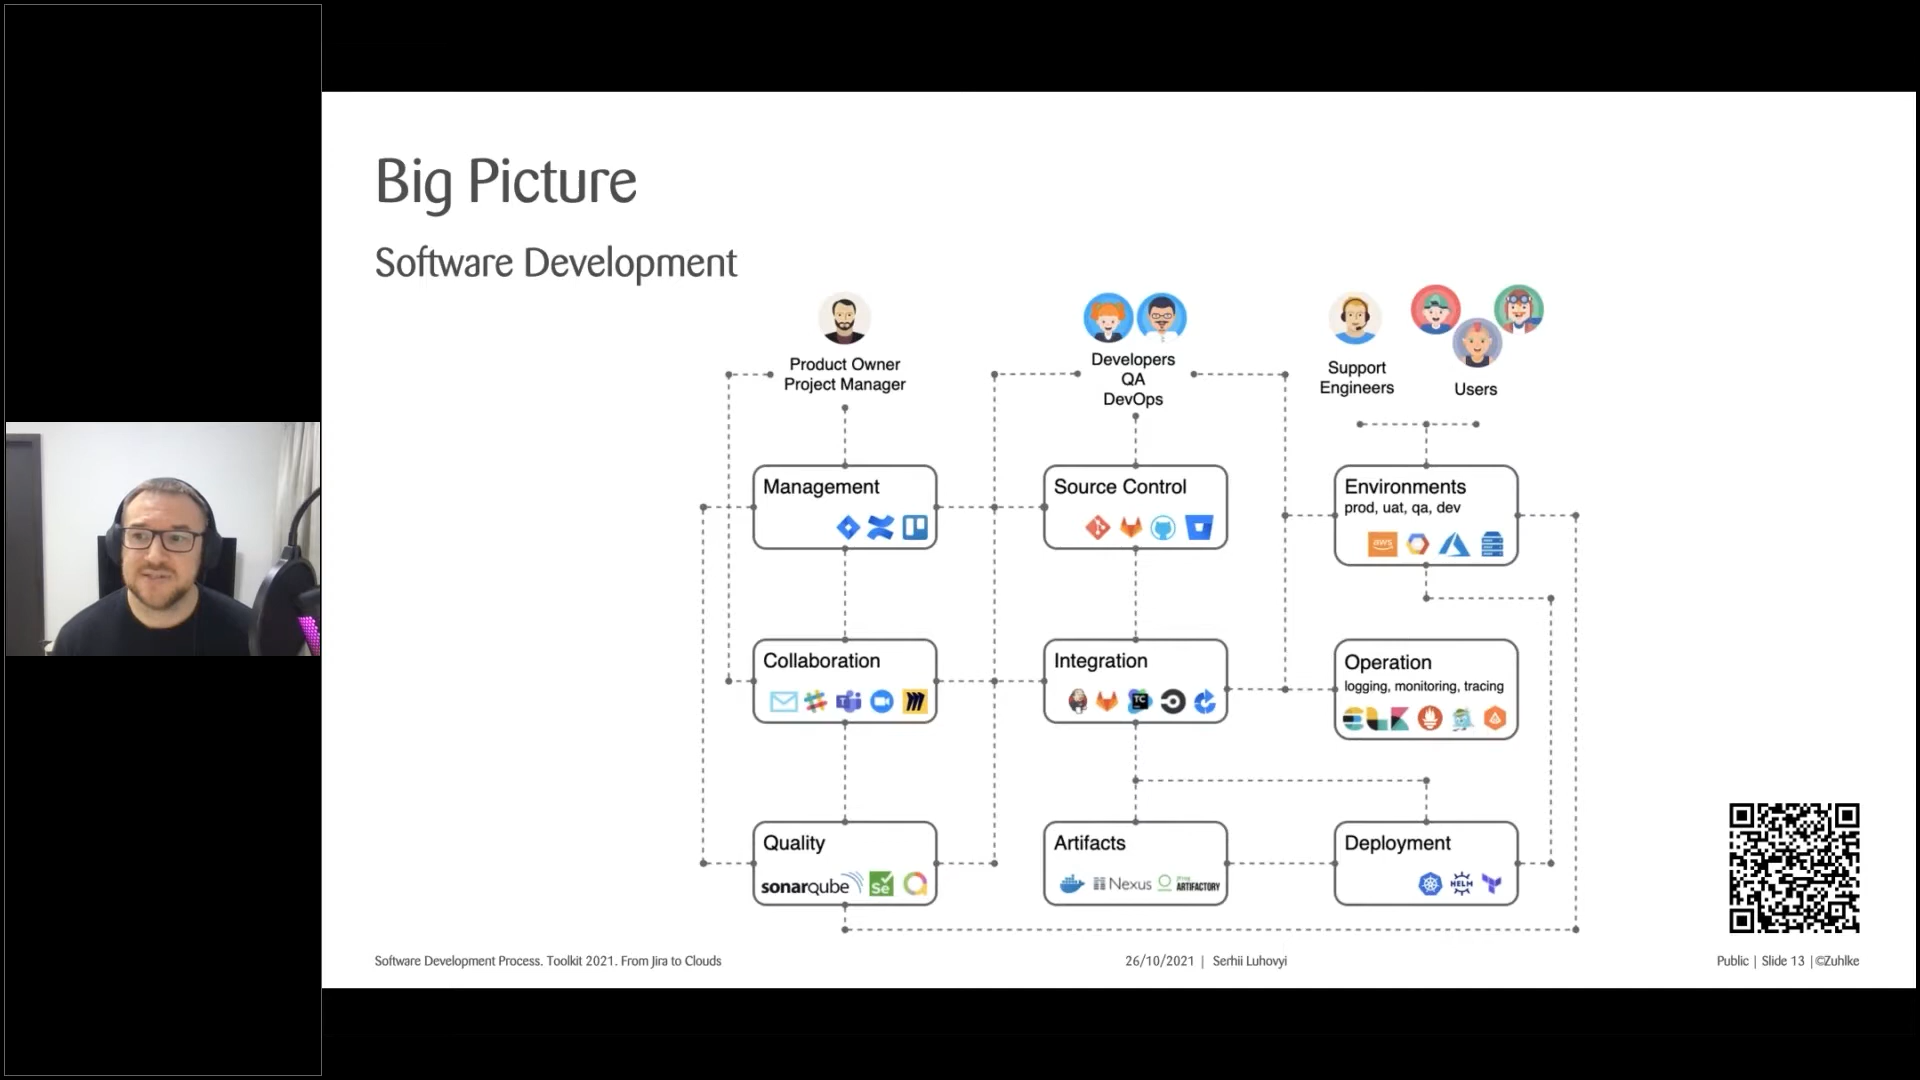 Big Picture
Software Development
Product Owner
Project Manager
Developers
QA
DevOps
Support
Engineers
Users
Management
Source Control
Environments
prod, uat, qa, dev
aws
Collaboration
Integration
Operation
logging, monitoring, tracing
TC
Quality
Artifacts
Deployment
sonarqube
Se
Nexus
ARTIFACTORY
HELM
Software Development Process. Toolkit 2021. From Jira to Clouds
26/10/2021 | Serhii Luhovyi
Public | Slide 13 | ©Zuhlke